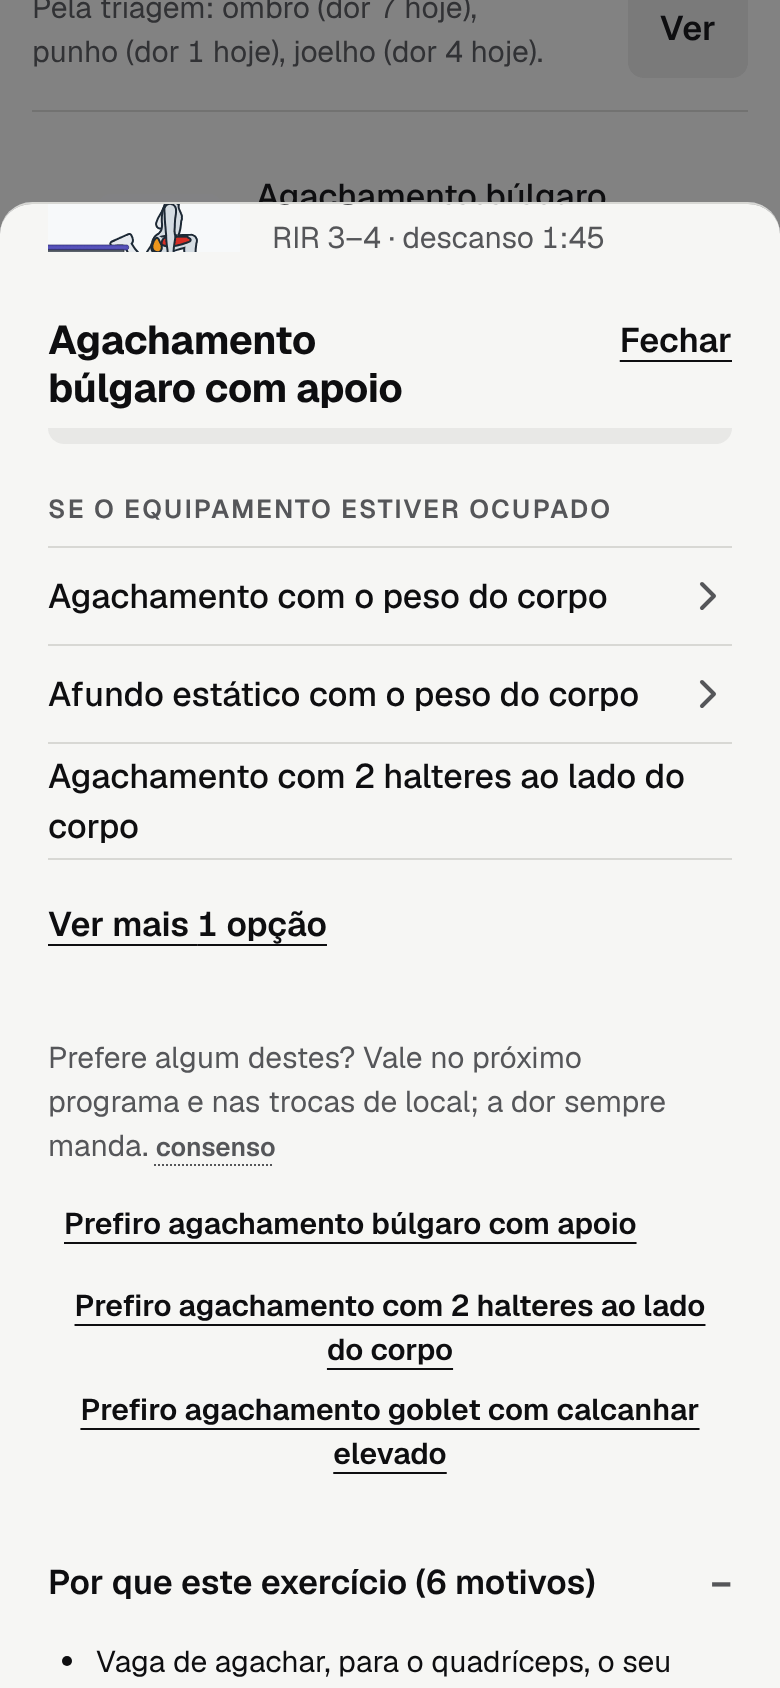 Pela triagem: ombro (dor 7 hoje),
punho (dor 1 hoje), joelho (dor 4 hoje).
Ver
Agachamento búlgaro
RIR 3–4 · descanso 1:45
Agachamento
búlgaro com apoio
Fechar
SE O EQUIPAMENTO ESTIVER OCUPADO
Agachamento com o peso do corpo
Afundo estático com o peso do corpo
Agachamento com 2 halteres ao lado do
corpo
Ver mais 1 opção
Prefere algum destes? Vale no próximo
programa e nas trocas de local; a dor sempre
manda. consenso
Prefiro agachamento búlgaro com apoio
Prefiro agachamento com 2 halteres ao lado
do corpo
Prefiro agachamento goblet com calcanhar
elevado
Por que este exercício (6 motivos)
• Vaga de agachar, para o quadríceps, o seu